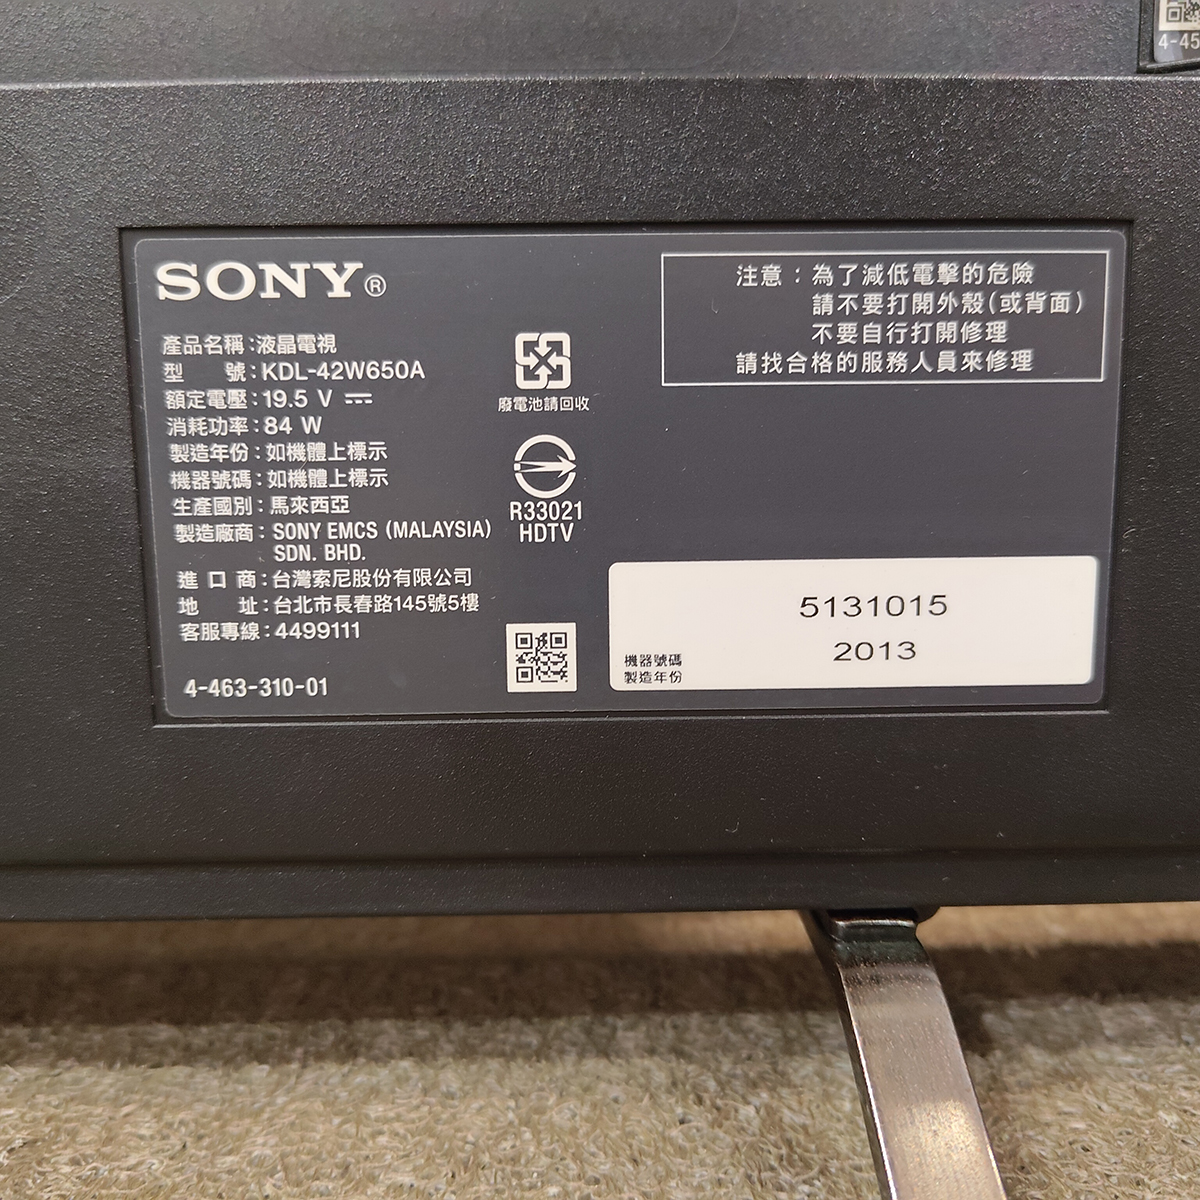 4-45
SONY®
產品名稱:液晶電視
型 號:KDL-42W650A
額定電壓:19.5 V
消耗功率:84 W
製造年份:如機體上標示
機器號碼:如機體上標示
生產國別:馬來西亞
製造廠商:SONY EMCS (MALAYSIA)
SDN. BHD.
進口商:台灣索尼股份有限公司
地 址:台北市長春路145號5樓
客服專線:4499111
4-463-310-01
廢電池請回收
R33021
HDTV
注意:為了減低電擊的危險
請不要打開外殼(或背面)
不要自行打開修理
請找合格的服務人員來修理
5131015
2013
機器號碼
製造年份